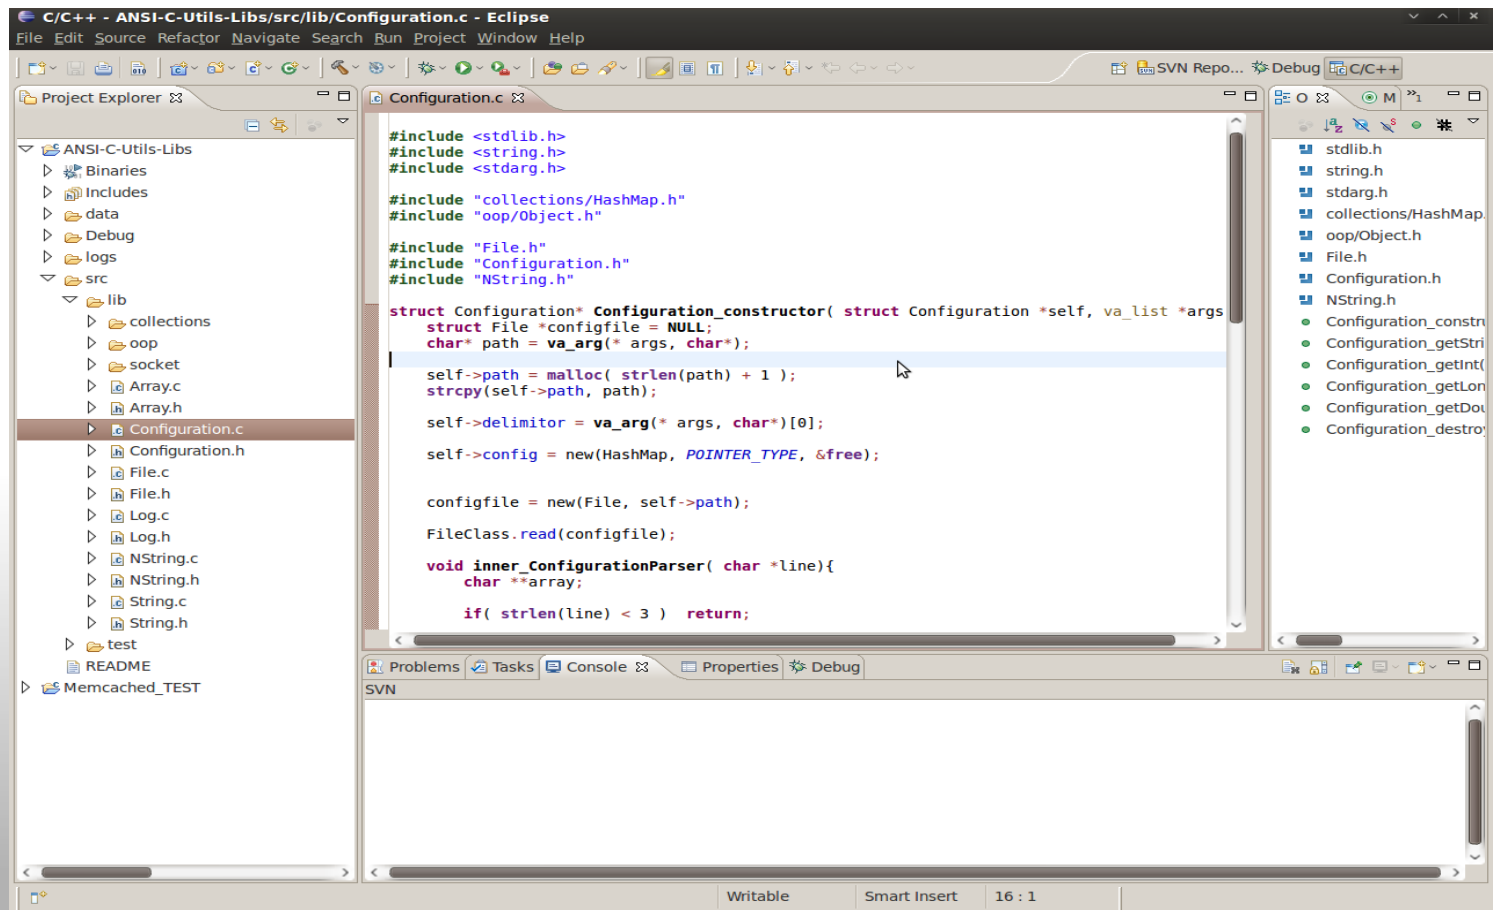 C/C++ - ANSI-C-Utils-Libs/src/lib/Configuration.c - Eclipse
File Edit Source Refactor Navigate Search Run Project Window Help
SVN Repo... Debug C/C++
Project Explorer
ANSI-C-Utils-Libs
Binaries
Includes
data
Debug
logs
src
lib
collections
oop
socket
Array.c
Array.h
Configuration.c
Configuration.h
File.c
File.h
Log.c
Log.h
NString.c
NString.h
String.c
String.h
test
README
Memcached_TEST
Configuration.c
#include <stdlib.h>
#include <string.h>
#include <stdarg.h>
#include "collections/HashMap.h"
#include "oop/Object.h"
#include "File.h"
#include "Configuration.h"
#include "NString.h"
struct Configuration* Configuration_constructor( struct Configuration *self, va_list *args
struct File *configfile = NULL;
char* path = va_arg(* args, char*);
self->path = malloc( strlen(path) + 1 );
strcpy(self->path, path);
self->delimitor = va_arg(* args, char*)[0];
self->config = new(HashMap, POINTER_TYPE, &free);
configfile = new(File, self->path);
FileClass.read(configfile);
void inner_ConfigurationParser( char *line){
char **array;
if( strlen(line) < 3 ) return;
O M »1
stdlib.h
string.h
stdarg.h
collections/HashMap.
oop/Object.h
File.h
Configuration.h
NString.h
Configuration_constru
Configuration_getStri
Configuration_getInt(
Configuration_getLon
Configuration_getDou
Configuration_destroy
Problems Tasks Console Properties Debug
SVN
Writable Smart Insert 16 : 1